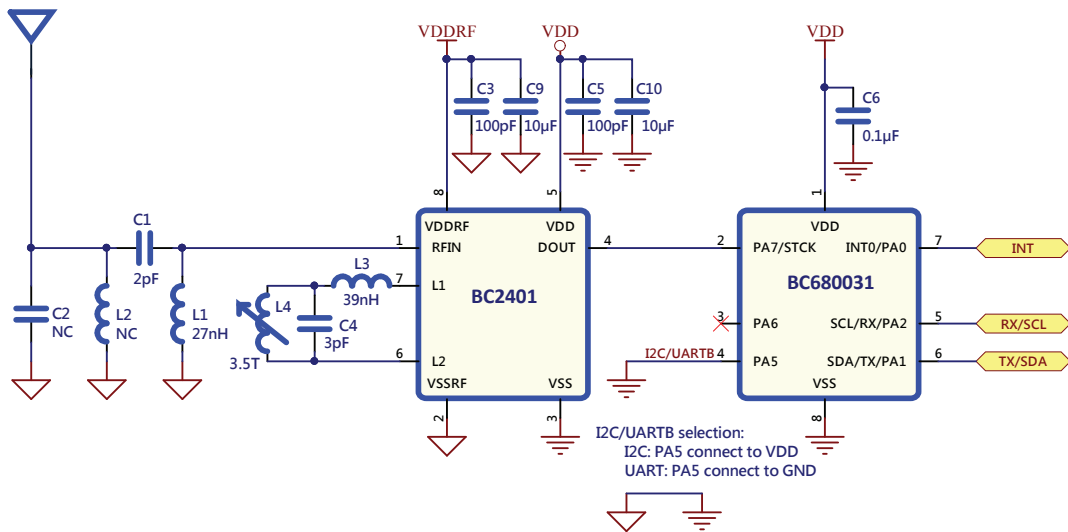 VDDRF
VDD
VDD
C3
100pF
C9
10µF
C5
100pF
C10
10µF
C6
0.1µF
8
5
1
VDDRF
VDD
VDD
C1
2pF
1
RFIN
DOUT
4
2
PA7/STCK
INT0/PA0
7
INT
L3
39nH
7
L1
BC2401
BC680031
C2
NC
L2
NC
L1
27nH
L4
3.5T
C4
3pF
3
PA6
SCL/RX/PA2
5
RX/SCL
6
L2
I2C/UARTB
4
PA5
SDA/TX/PA1
6
TX/SDA
VSSRF
VSS
VSS
2
3
8
I2C/UARTB selection:
I2C: PA5 connect to VDD
UART: PA5 connect to GND